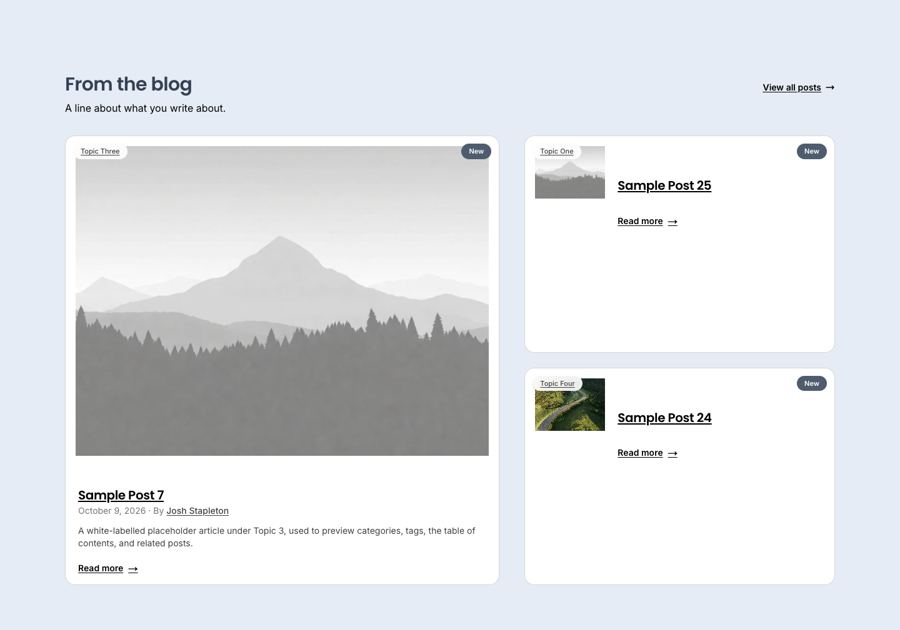 From the blog
A line about what you write about.
View all posts →
Topic Three
New
Sample Post 7
October 9, 2026 · By Josh Stapleton
A white-labelled placeholder article under Topic 3, used to preview categories, tags, the table of
contents, and related posts.
Read more →
Topic One
New
Sample Post 25
Read more →
Topic Four
New
Sample Post 24
Read more →